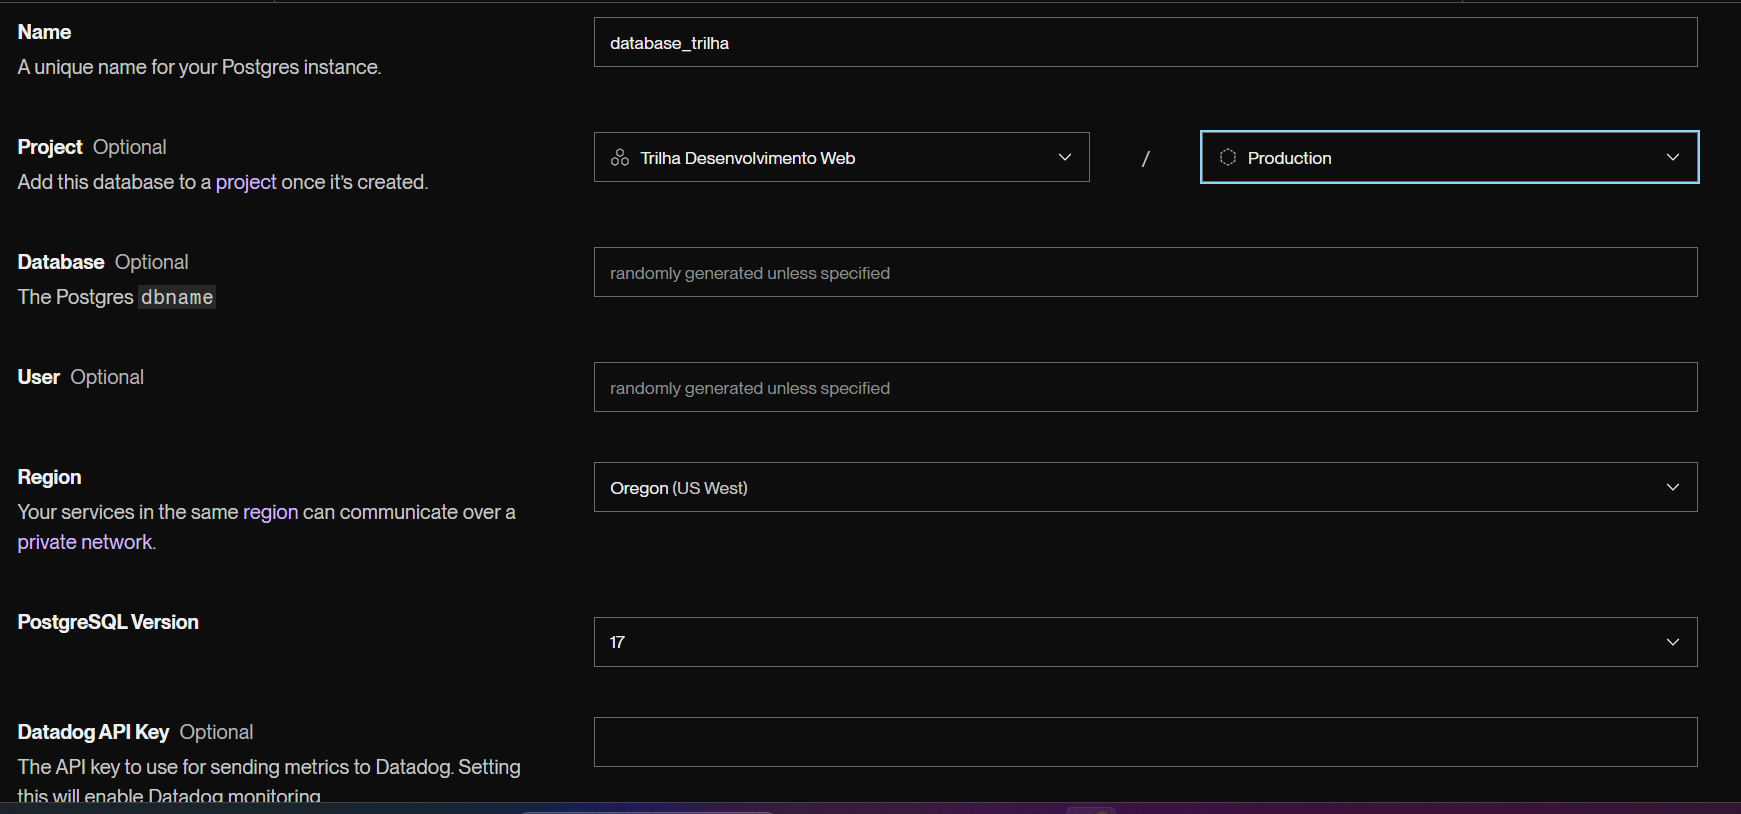 Name
database_trilha
A unique name for your Postgres instance.
Project Optional
Trilha Desenvolvimento Web / Production
Add this database to a project once it's created.
Database Optional
randomly generated unless specified
The Postgres dbname
User Optional
randomly generated unless specified
Region
Oregon (US West)
Your services in the same region can communicate over a
private network.
PostgreSQL Version
17
Datadog API Key Optional
The API key to use for sending metrics to Datadog. Setting
this will enable Datadog monitoring